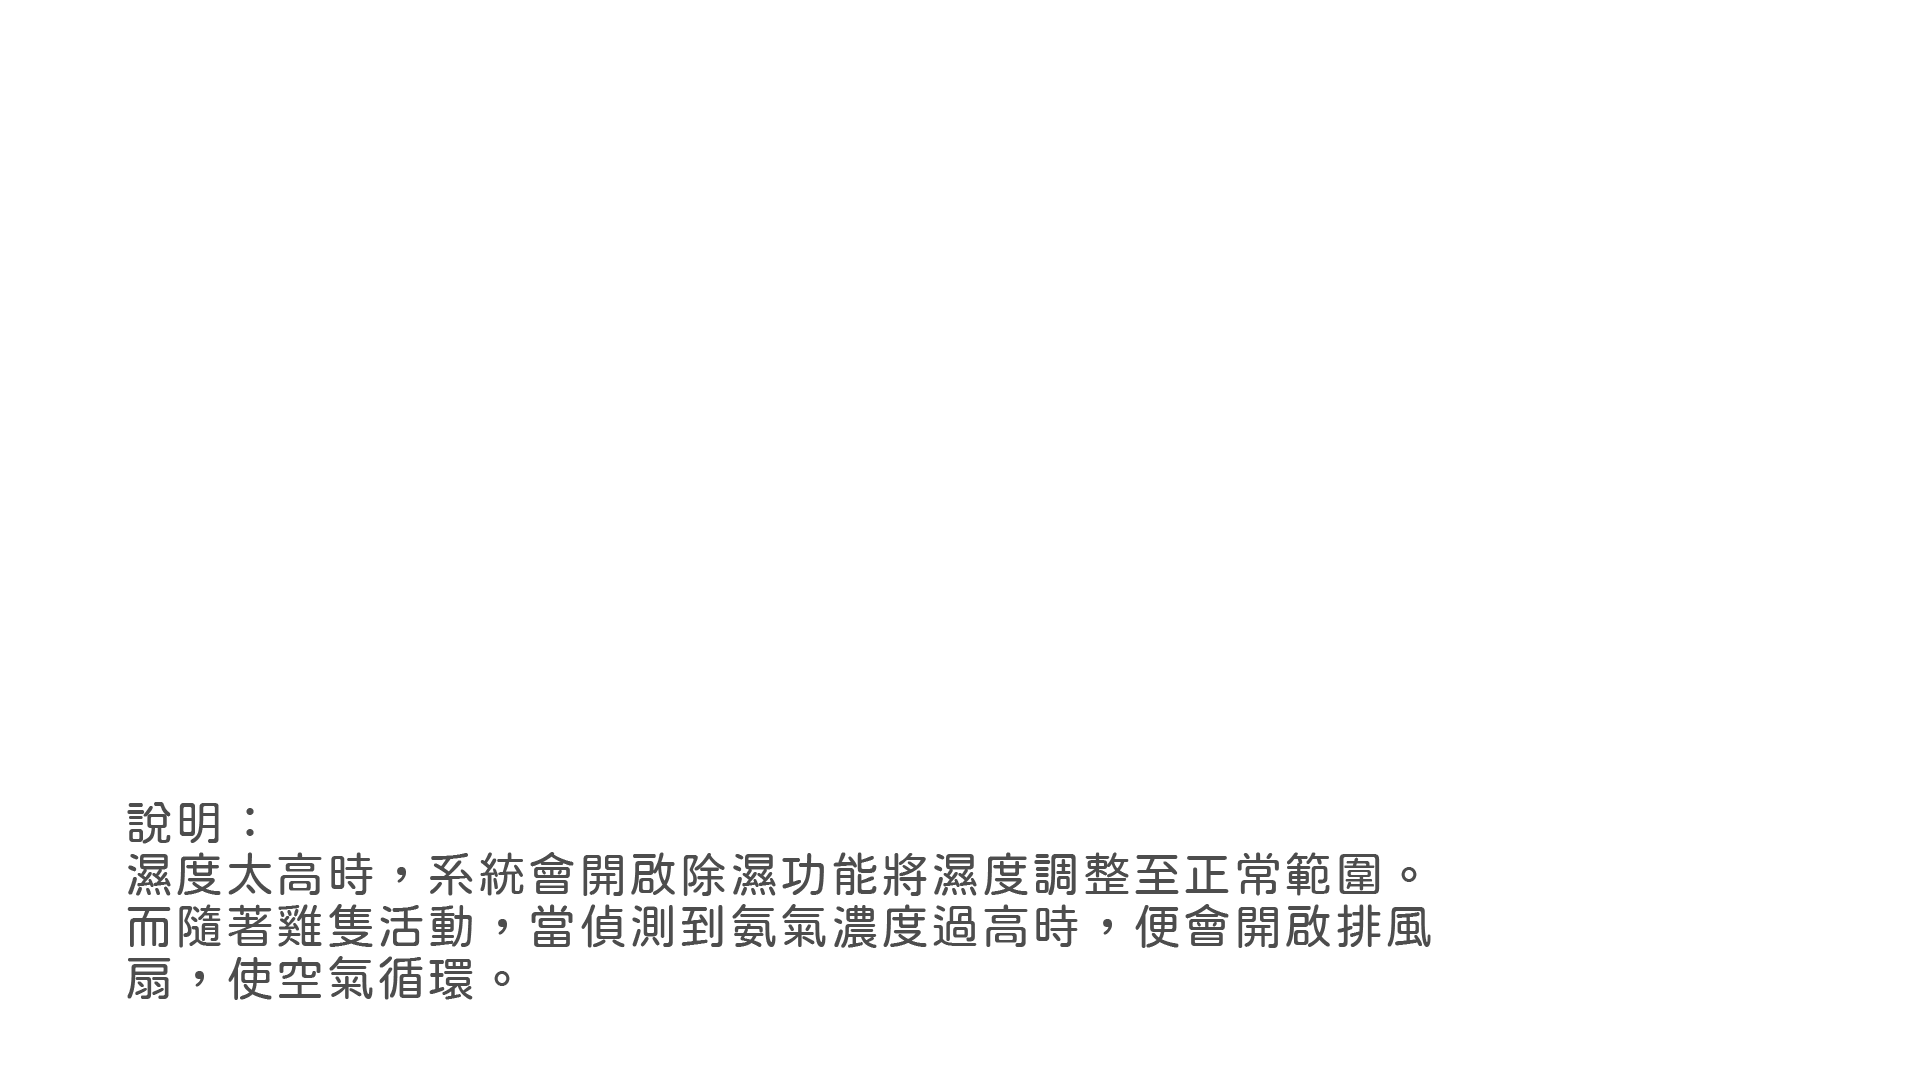 說明：
濕度太高時，系統會開啟除濕功能將濕度調整至正常範圍。
而隨著雞隻活動，當偵測到氨氣濃度過高時，便會開啟排風
扇，使空氣循環。